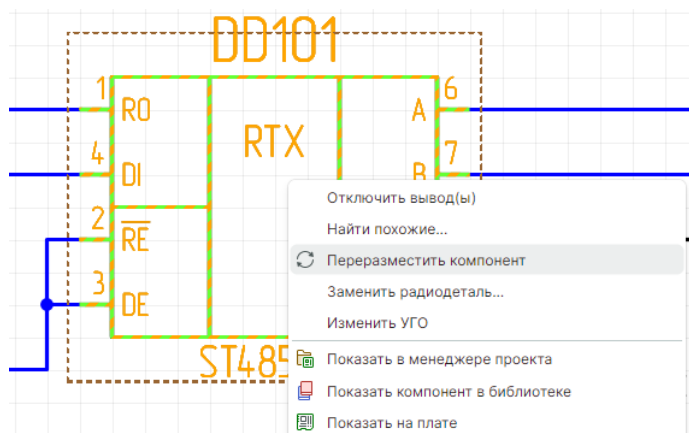 DD101
1
RO
RTX
A
6
4
DI
B
7
2
RE
3
DE
ST485
Отключить вывод(ы)
Найти похожие...
Переразместить компонент
Заменить радиодеталь...
Изменить УГО
Показать в менеджере проекта
Показать компонент в библиотеке
Показать на плате